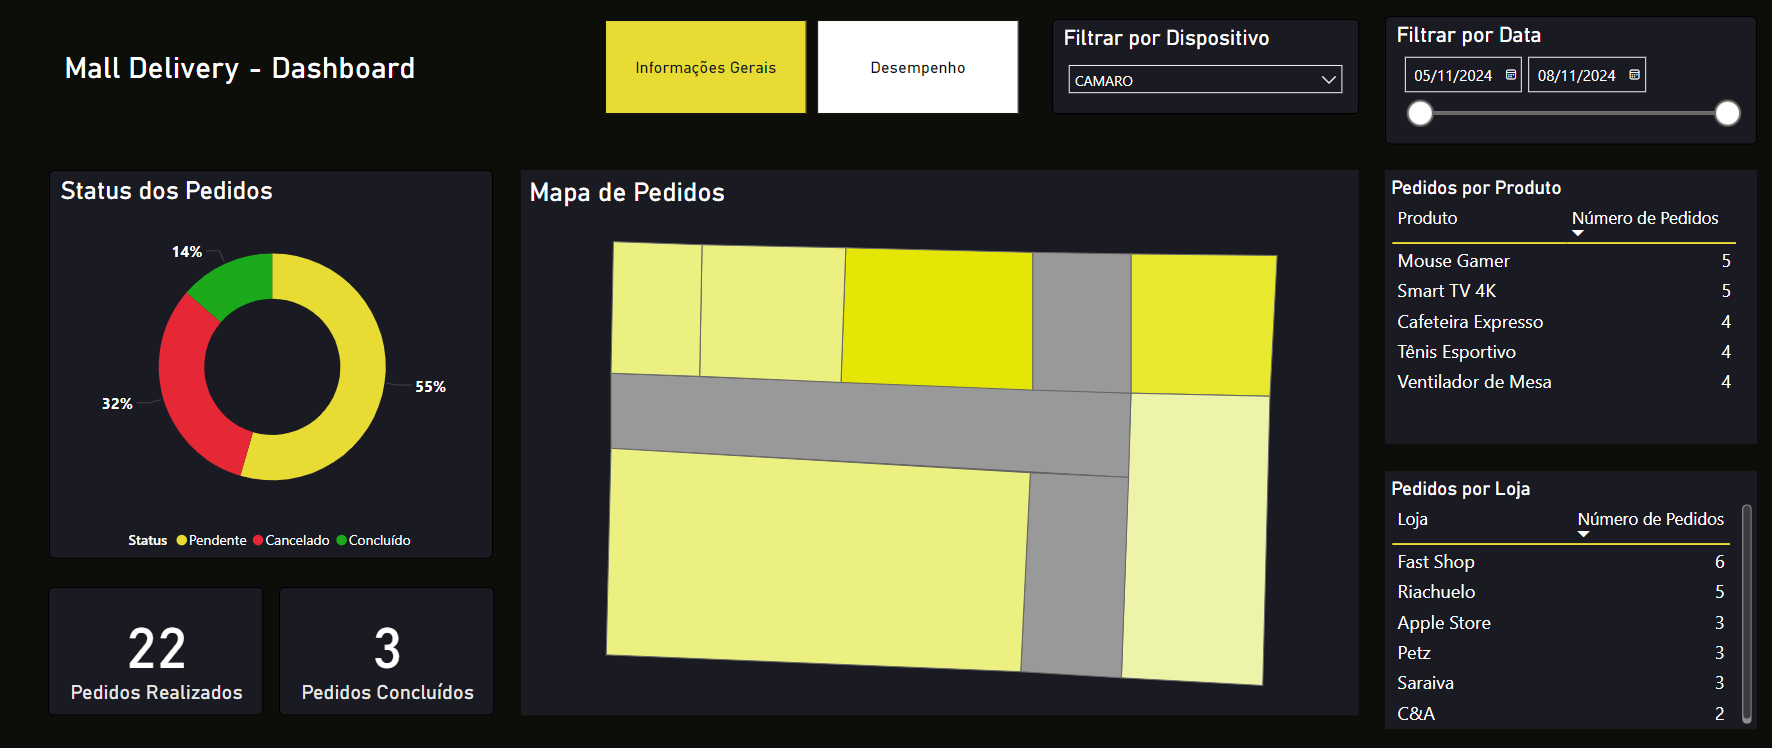 Mall Delivery - Dashboard
Informações Gerais
Desempenho
Filtrar por Dispositivo
CAMARO
Filtrar por Data
05/11/2024
08/11/2024
Status dos Pedidos
14%
55%
32%
Status Pendente Cancelado Concluído
22
Pedidos Realizados
3
Pedidos Concluídos
Mapa de Pedidos
Pedidos por Produto
Produto Número de Pedidos
Mouse Gamer 5
Smart TV 4K 5
Cafeteira Expresso 4
Tênis Esportivo 4
Ventilador de Mesa 4
Pedidos por Loja
Loja Número de Pedidos
Fast Shop 6
Riachuelo 5
Apple Store 3
Petz 3
Saraiva 3
C&A 2